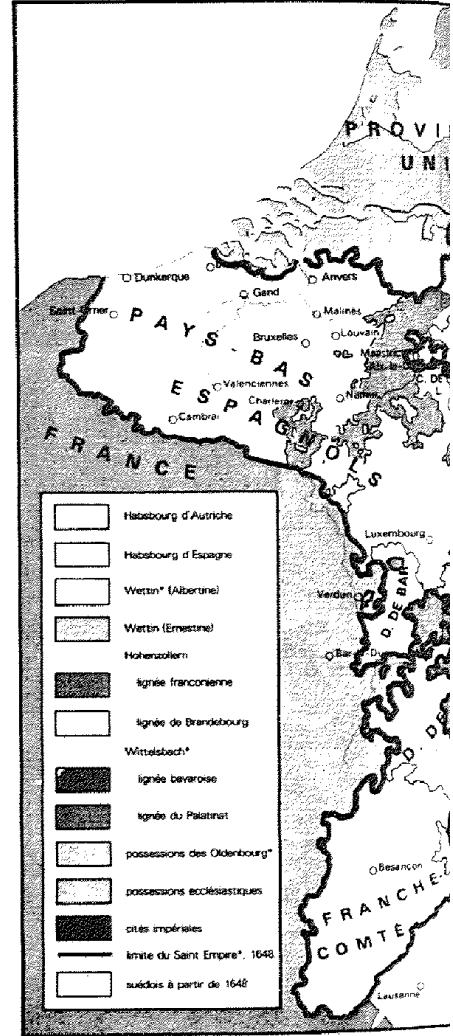 PROVI
UNI
Dunkerque
Anvers
Gand
Saint-Omer
Malines
PAYS-BAS
ESPAGNOLS
Bruxelles
Louvain
Valenciennes
Namur
Cambrai
FRANCE
Luxembourg
D. DE BAR
Verdun
D. DE
Besançon
FRANCHE-
COMTÉ
Lausanne
Habsbourg d'Autriche
Habsbourg d'Espagne
Wettin* (Albertine)
Wettin (Ernestine)
Hohenzollern
lignée franconienne
lignée de Brandebourg
Wittelsbach*
lignée bavaroise
lignée du Palatinat
possessions des Oldenbourg*
possessions ecclésiastiques
cités impériales
limite du Saint Empire*, 1648
suédois à partir de 1648